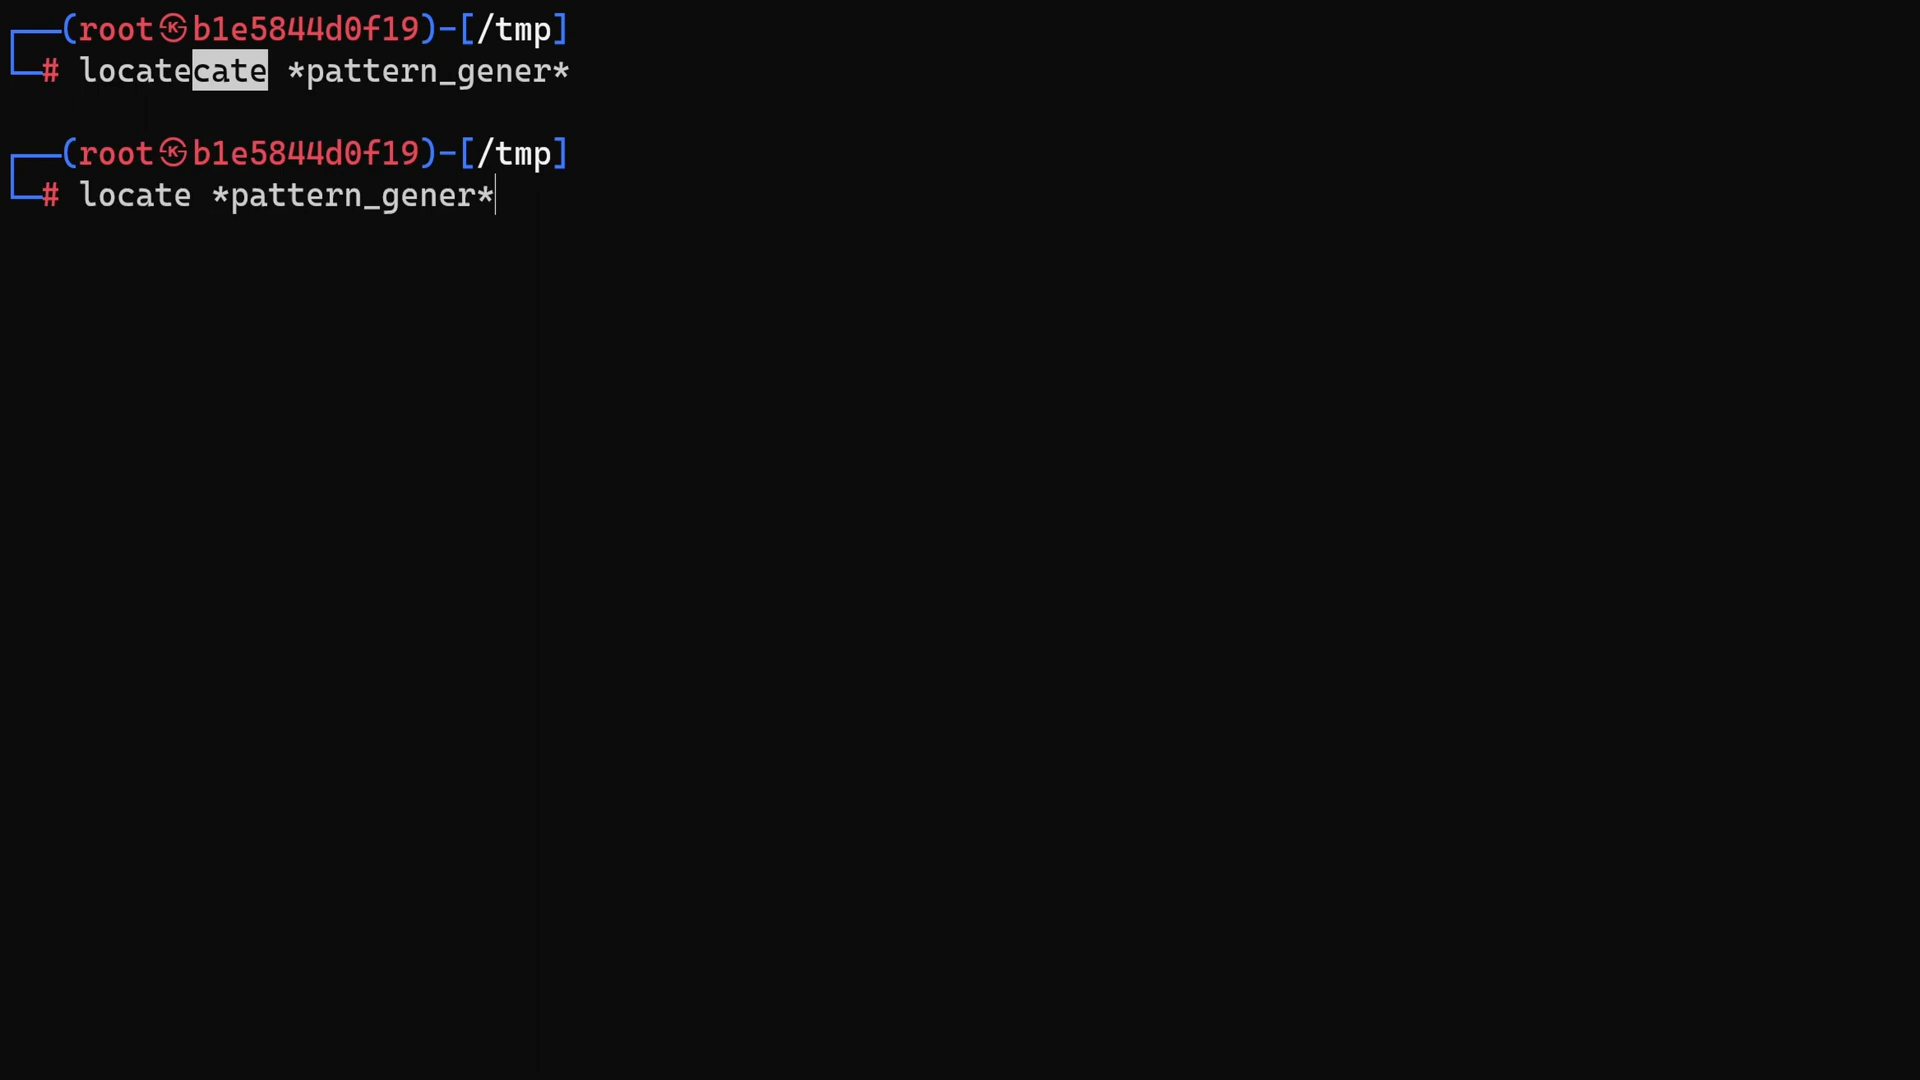 ┌──(root㉿b1e5844d0f19)-[/tmp]
└─# locatecate *pattern_gener*
┌──(root㉿b1e5844d0f19)-[/tmp]
└─# locate *pattern_gener*